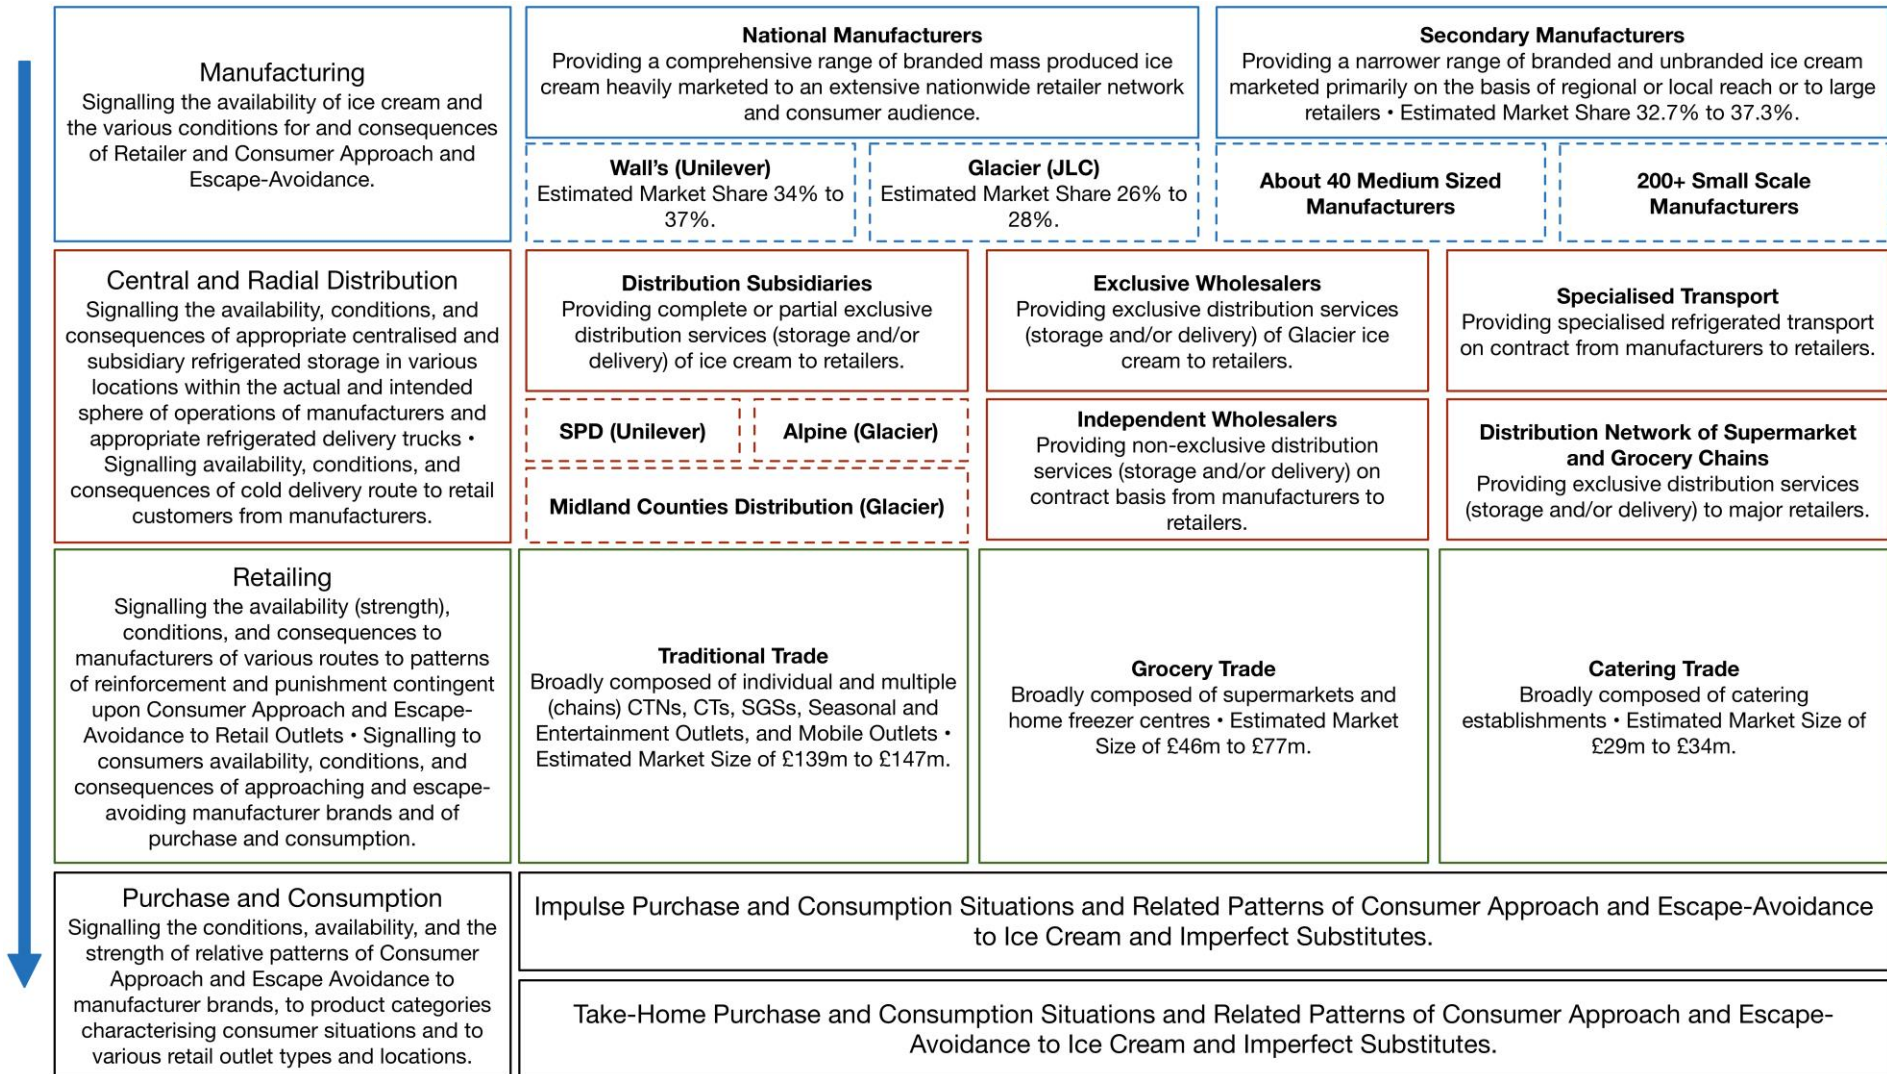 Manufacturing
Signalling the availability of ice cream and
the various conditions for and consequences
of Retailer and Consumer Approach and
Escape-Avoidance.
National Manufacturers
Providing a comprehensive range of branded mass produced ice
cream heavily marketed to an extensive nationwide retailer network
and consumer audience.
Secondary Manufacturers
Providing a narrower range of branded and unbranded ice cream
marketed primarily on the basis of regional or local reach or to large
retailers • Estimated Market Share 32.7% to 37.3%.
Wall's (Unilever)
Estimated Market Share 34% to
37%.
Glacier (JLC)
Estimated Market Share 26% to
28%.
About 40 Medium Sized
Manufacturers
200+ Small Scale
Manufacturers
Central and Radial Distribution
Signalling the availability, conditions, and
consequences of appropriate centralised and
subsidiary refrigerated storage in various
locations within the actual and intended
sphere of operations of manufacturers and
appropriate refrigerated delivery trucks •
Signalling availability, conditions, and
consequences of cold delivery route to retail
customers from manufacturers.
Distribution Subsidiaries
Providing complete or partial exclusive
distribution services (storage and/or
delivery) of ice cream to retailers.
Exclusive Wholesalers
Providing exclusive distribution services
(storage and/or delivery) of Glacier ice
cream to retailers.
Specialised Transport
Providing specialised refrigerated transport
on contract from manufacturers to retailers.
SPD (Unilever)
Alpine (Glacier)
Midland Counties Distribution (Glacier)
Independent Wholesalers
Providing non-exclusive distribution
services (storage and/or delivery) on
contract basis from manufacturers to
retailers.
Distribution Network of Supermarket
and Grocery Chains
Providing exclusive distribution services
(storage and/or delivery) to major retailers.
Retailing
Signalling the availability (strength),
conditions, and consequences to
manufacturers of various routes to patterns
of reinforcement and punishment contingent
upon Consumer Approach and Escape-
Avoidance to Retail Outlets • Signalling to
consumers availability, conditions, and
consequences of approaching and escape-
avoiding manufacturer brands and of
purchase and consumption.
Traditional Trade
Broadly composed of individual and multiple
(chains) CTNs, CTs, SGSs, Seasonal and
Entertainment Outlets, and Mobile Outlets •
Estimated Market Size of £139m to £147m.
Grocery Trade
Broadly composed of supermarkets and
home freezer centres • Estimated Market
Size of £46m to £77m.
Catering Trade
Broadly composed of catering
establishments • Estimated Market Size of
£29m to £34m.
Purchase and Consumption
Signalling the conditions, availability, and the
strength of relative patterns of Consumer
Approach and Escape Avoidance to
manufacturer brands, to product categories
characterising consumer situations and to
various retail outlet types and locations.
Impulse Purchase and Consumption Situations and Related Patterns of Consumer Approach and Escape-Avoidance
to Ice Cream and Imperfect Substitutes.
Take-Home Purchase and Consumption Situations and Related Patterns of Consumer Approach and Escape-
Avoidance to Ice Cream and Imperfect Substitutes.